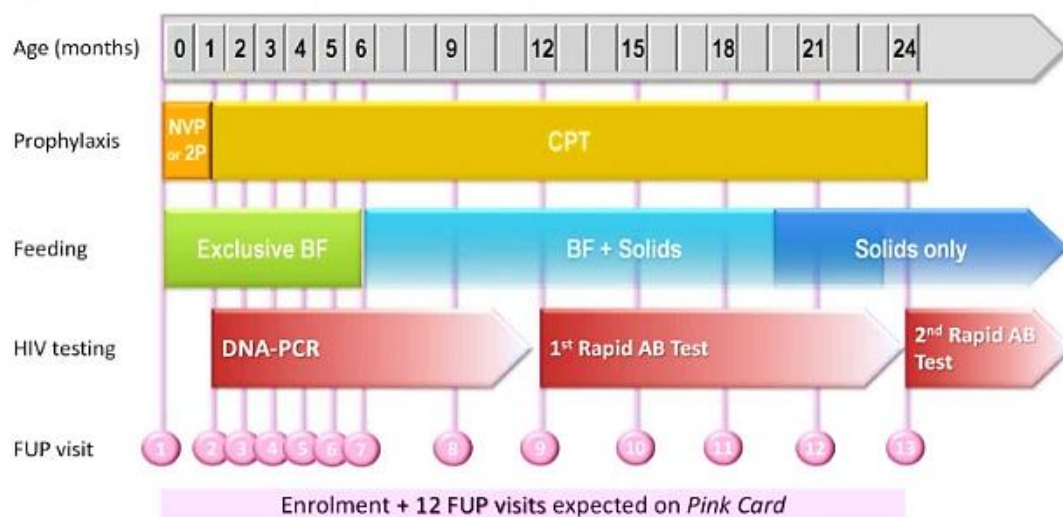 Age (months) 0 1 2 3 4 5 6 9 12 15 18 21 24
Prophylaxis
NVP
or 2P
CPT
Feeding
Exclusive BF
BF + Solids
Solids only
HIV testing
DNA-PCR
1st Rapid AB Test
2nd Rapid AB
Test
FUP visit
1 2 3 4 5 6 7 8 9 10 11 12 13
Enrolment + 12 FUP visits expected on Pink Card